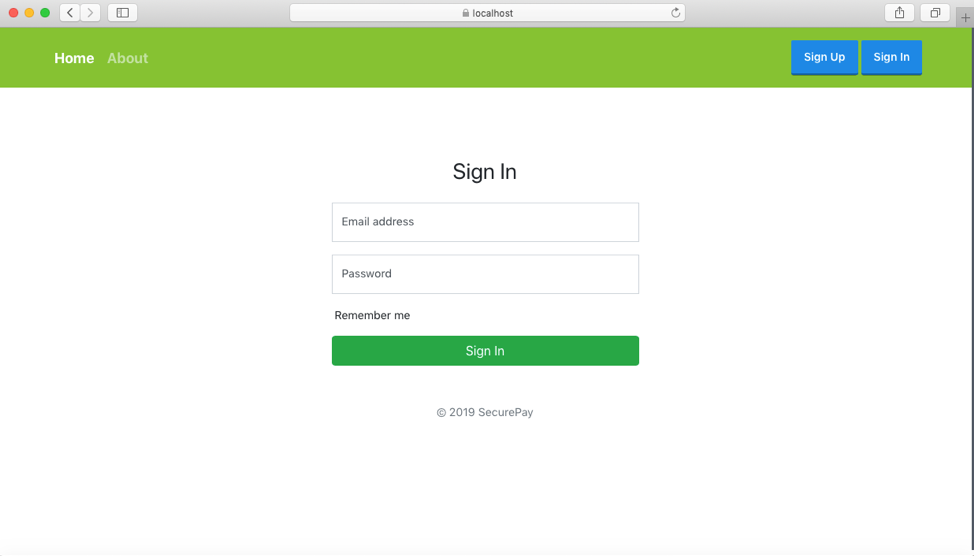 localhost
Home About Sign Up Sign In
Sign In
Email address
Password
Remember me
Sign In
© 2019 SecurePay